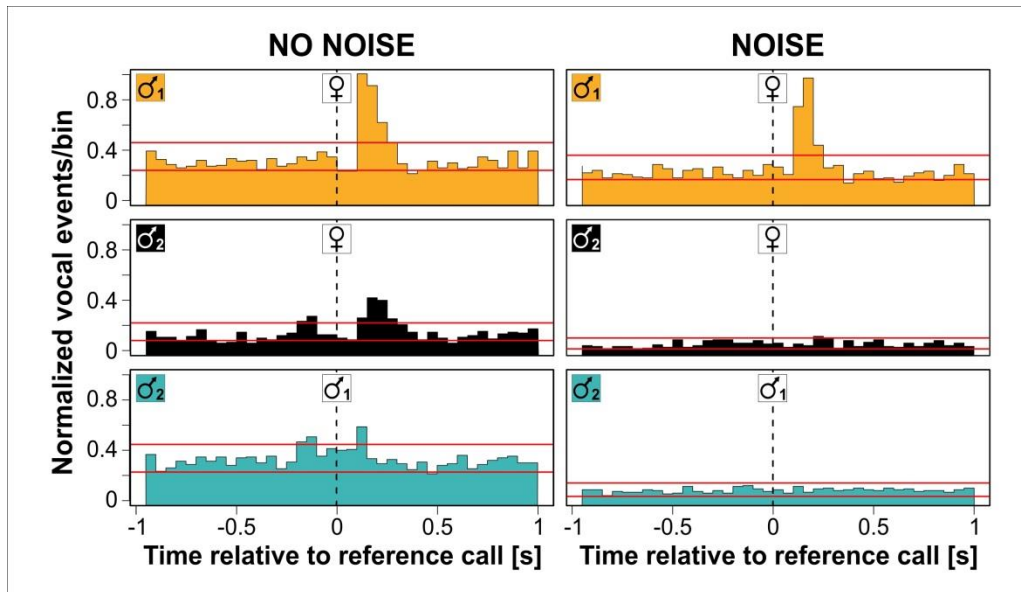 NO NOISE NOISE
Normalized vocal events/bin
♂1 ♀ ♂1 ♀
0.8
0.4
0
♂2 ♀ ♂2 ♀
0.8
0.4
0
♂2 ♂1 ♂2 ♂1
0.8
0.4
0
-1 -0.5 0 0.5 1 -1 -0.5 0 0.5 1
Time relative to reference call [s] Time relative to reference call [s]